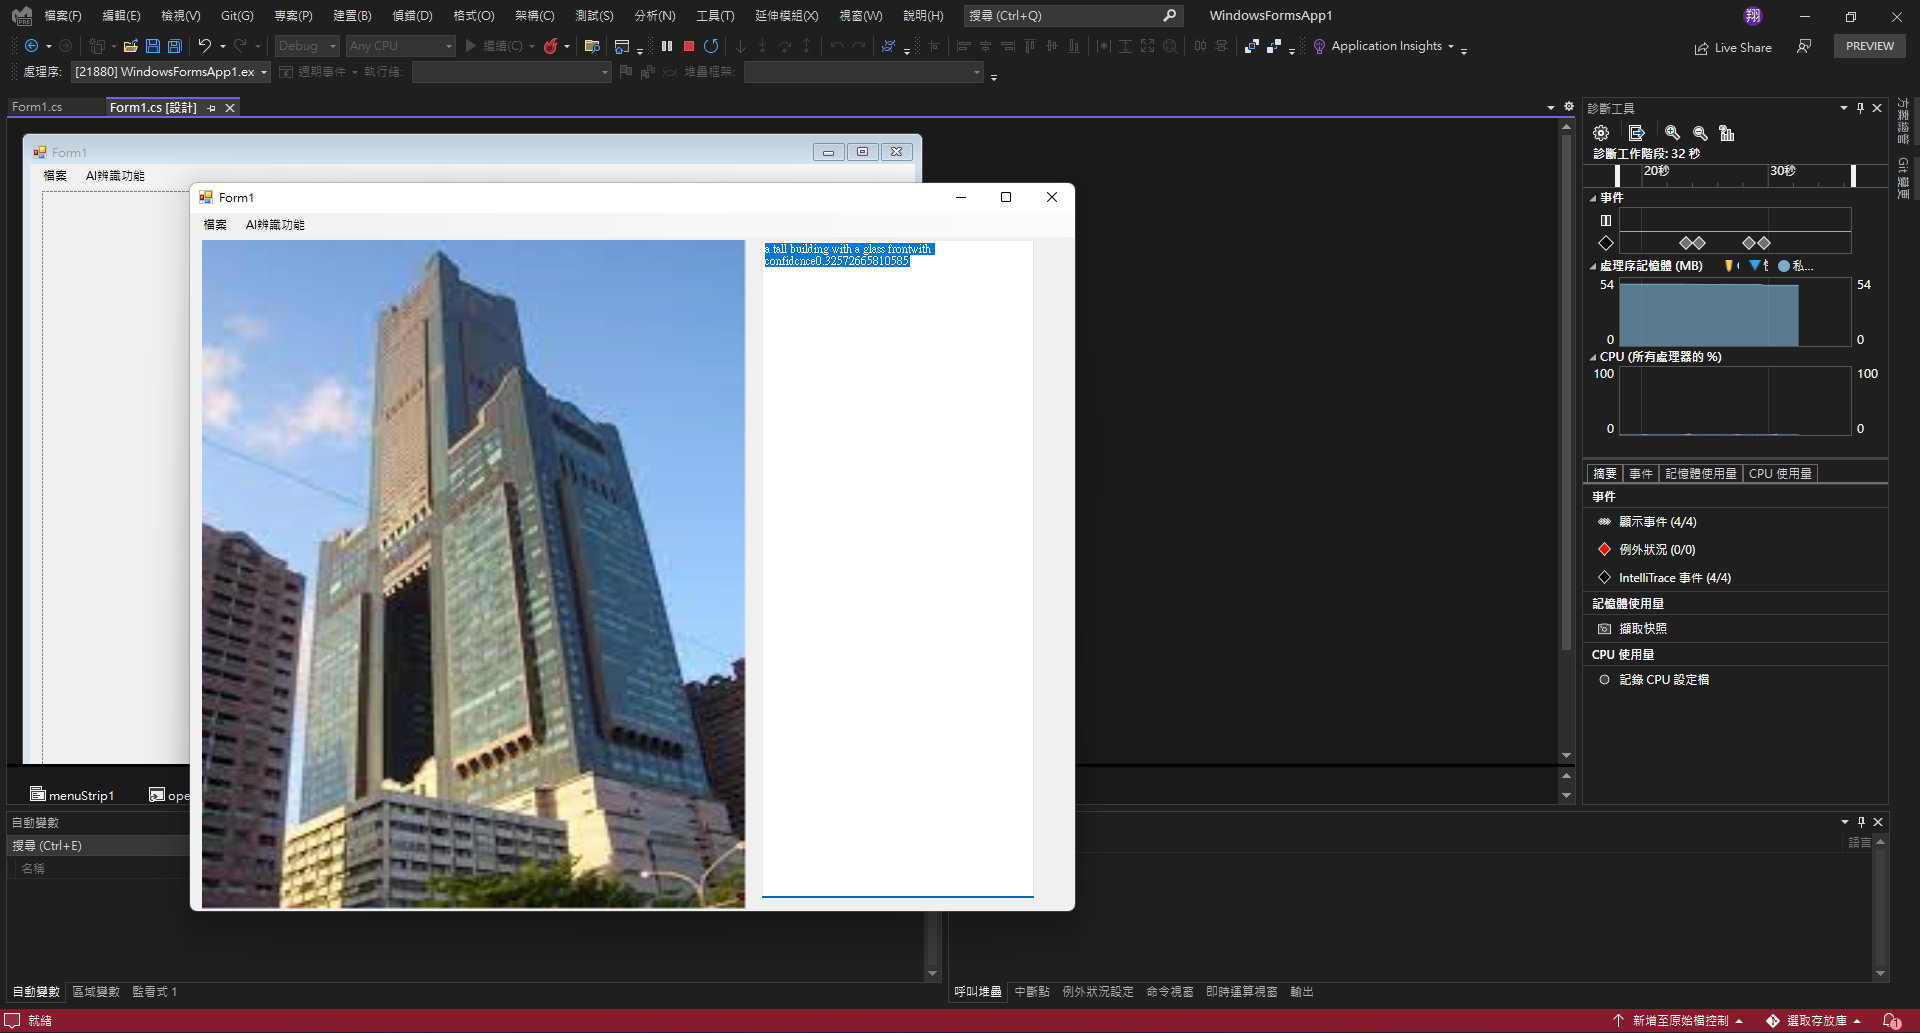 檔案(F) 編輯(E) 檢視(V) Git(G) 專案(P) 建置(B) 偵錯(D) 格式(O) 架構(C) 測試(S) 分析(N) 工具(T) 延伸模組(X) 視窗(W) 說明(H) 搜尋 (Ctrl+Q) WindowsFormsApp1 翔
Debug Any CPU 繼續(C) Application Insights Live Share PREVIEW
處理序: [21880] WindowsFormsApp1.ex 週期事件 執行緒: 堆疊框架:
Form1.cs Form1.cs [設計]
Form1
檔案 AI辨識功能
Form1
檔案 AI辨識功能
a tall building with a glass frontwith
confidence0.32572665810585
menuStrip1 ope
自動變數
搜尋 (Ctrl+E)
名稱
自動變數 區域變數 監看式 1
語言
呼叫堆疊 中斷點 例外狀況設定 命令視窗 即時運算視窗 輸出
診斷工具
診斷工作階段: 32 秒
20秒 30秒
事件
處理序記憶體 (MB) 私...
54 54
0 0
CPU (所有處理器的 %)
100 100
0 0
摘要 事件 記憶體使用量 CPU 使用量
事件
顯示事件 (4/4)
例外狀況 (0/0)
IntelliTrace 事件 (4/4)
記憶體使用量
擷取快照
CPU 使用量
記錄 CPU 設定檔
方案總管
Git 變更
就緒 新增至原始檔控制 選取存放庫 1